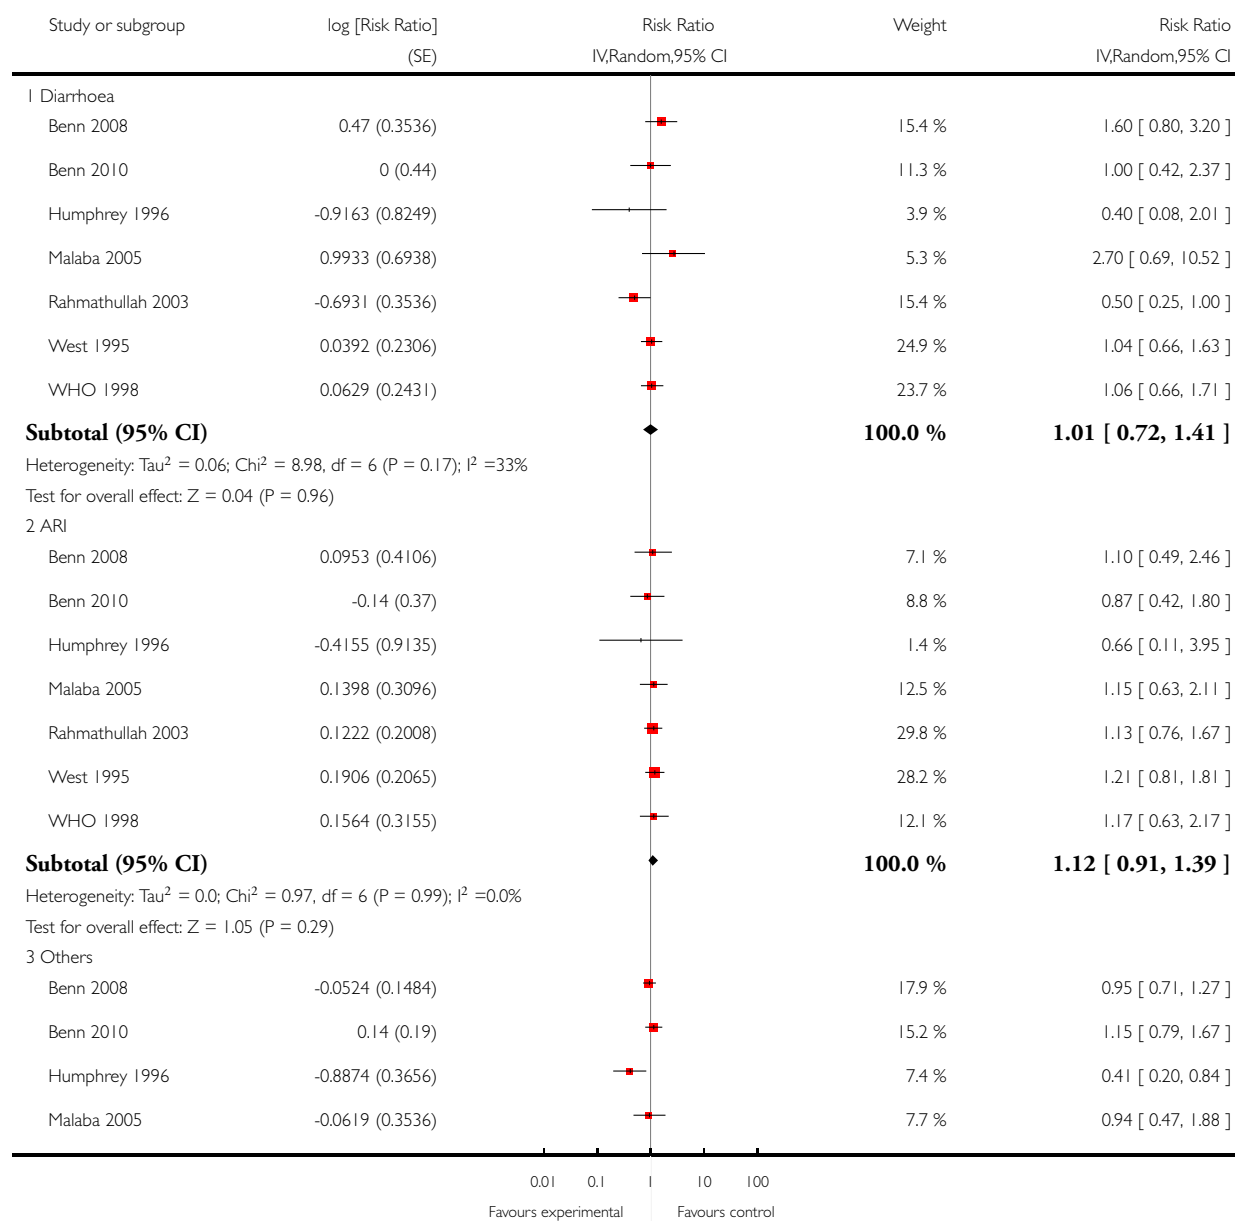 Study or subgroup log [Risk Ratio] Risk Ratio Weight Risk Ratio
(SE) IV,Random,95% CI IV,Random,95% CI
1 Diarrhoea
Benn 2008 0.47 (0.3536) 15.4 % 1.60 [ 0.80, 3.20 ]
Benn 2010 0 (0.44) 11.3 % 1.00 [ 0.42, 2.37 ]
Humphrey 1996 -0.9163 (0.8249) 3.9 % 0.40 [ 0.08, 2.01 ]
Malaba 2005 0.9933 (0.6938) 5.3 % 2.70 [ 0.69, 10.52 ]
Rahmathullah 2003 -0.6931 (0.3536) 15.4 % 0.50 [ 0.25, 1.00 ]
West 1995 0.0392 (0.2306) 24.9 % 1.04 [ 0.66, 1.63 ]
WHO 1998 0.0629 (0.2431) 23.7 % 1.06 [ 0.66, 1.71 ]
Subtotal (95% CI) 100.0 % 1.01 [ 0.72, 1.41 ]
Heterogeneity: Tau² = 0.06; Chi² = 8.98, df = 6 (P = 0.17); I² =33%
Test for overall effect: Z = 0.04 (P = 0.96)
2 ARI
Benn 2008 0.0953 (0.4106) 7.1 % 1.10 [ 0.49, 2.46 ]
Benn 2010 -0.14 (0.37) 8.8 % 0.87 [ 0.42, 1.80 ]
Humphrey 1996 -0.4155 (0.9135) 1.4 % 0.66 [ 0.11, 3.95 ]
Malaba 2005 0.1398 (0.3096) 12.5 % 1.15 [ 0.63, 2.11 ]
Rahmathullah 2003 0.1222 (0.2008) 29.8 % 1.13 [ 0.76, 1.67 ]
West 1995 0.1906 (0.2065) 28.2 % 1.21 [ 0.81, 1.81 ]
WHO 1998 0.1564 (0.3155) 12.1 % 1.17 [ 0.63, 2.17 ]
Subtotal (95% CI) 100.0 % 1.12 [ 0.91, 1.39 ]
Heterogeneity: Tau² = 0.0; Chi² = 0.97, df = 6 (P = 0.99); I² =0.0%
Test for overall effect: Z = 1.05 (P = 0.29)
3 Others
Benn 2008 -0.0524 (0.1484) 17.9 % 0.95 [ 0.71, 1.27 ]
Benn 2010 0.14 (0.19) 15.2 % 1.15 [ 0.79, 1.67 ]
Humphrey 1996 -0.8874 (0.3656) 7.4 % 0.41 [ 0.20, 0.84 ]
Malaba 2005 -0.0619 (0.3536) 7.7 % 0.94 [ 0.47, 1.88 ]
0.01 0.1 1 10 100
Favours experimental Favours control